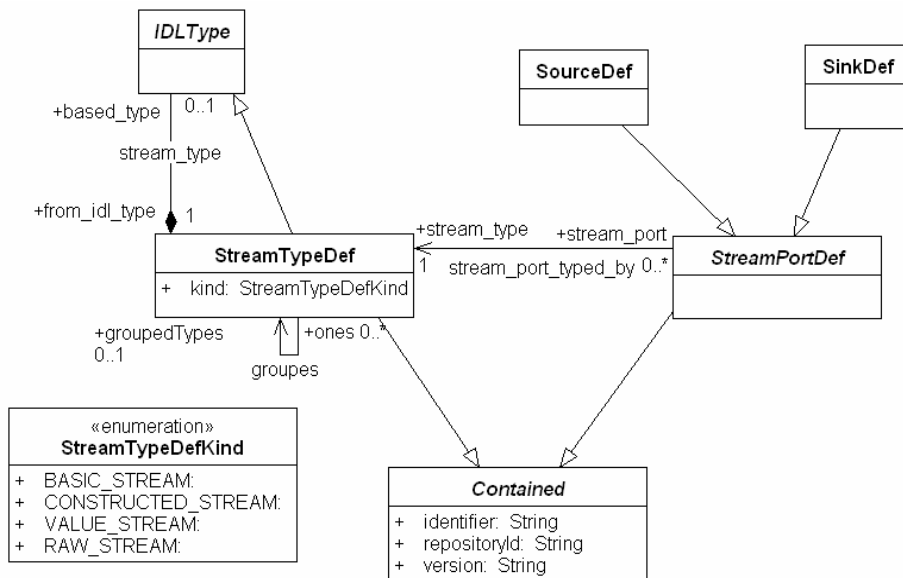 IDLType
SourceDef
SinkDef
+based_type
0..1
stream_type
+from_idl_type
1
StreamTypeDef
+ kind: StreamTypeDefKind
+stream_type
+stream_port
1
stream_port_typed_by
0..*
StreamPortDef
+groupedTypes
0..1
+ones 0..*
groupes
«enumeration»
StreamTypeDefKind
+ BASIC_STREAM:
+ CONSTRUCTED_STREAM:
+ VALUE_STREAM:
+ RAW_STREAM:
Contained
+ identifier: String
+ repositoryId: String
+ version: String